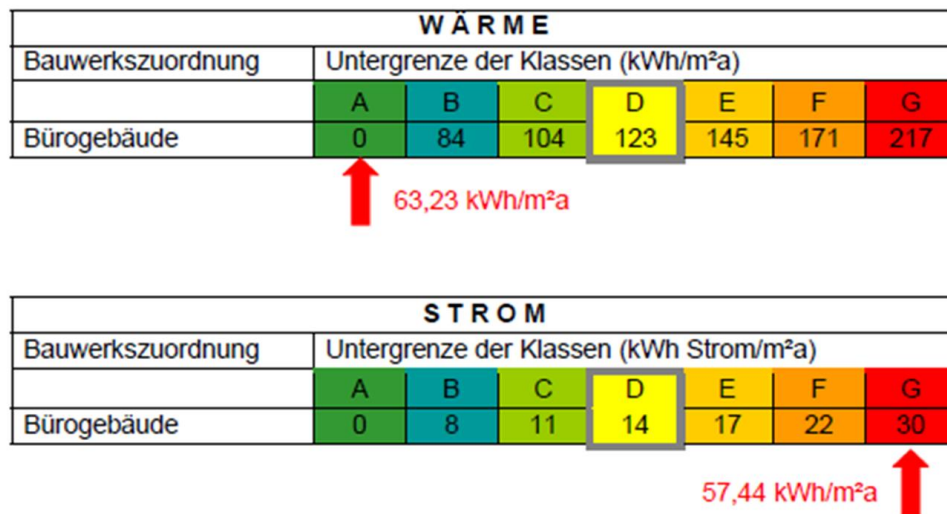 WÄRME
Bauwerkszuordnung Untergrenze der Klassen (kWh/m²a)
A B C D E F G
Bürogebäude 0 84 104 123 145 171 217
63,23 kWh/m²a
STROM
Bauwerkszuordnung Untergrenze der Klassen (kWh Strom/m²a)
A B C D E F G
Bürogebäude 0 8 11 14 17 22 30
57,44 kWh/m²a